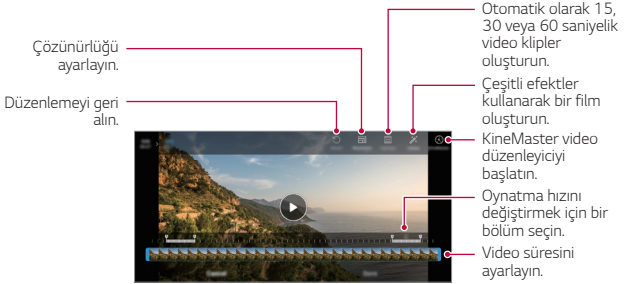 Çözünürlüğü
ayarlayın.
Düzenlemeyi geri
alın.
Otomatik olarak 15,
30 veya 60 saniyelik
video klipler
oluşturun.
Çeşitli efektler
kullanarak bir film
oluşturun.
KineMaster video
düzenleyiciyi
başlatın.
Oynatma hızını
değiştirmek için bir
bölüm seçin.
Video süresini
ayarlayın.